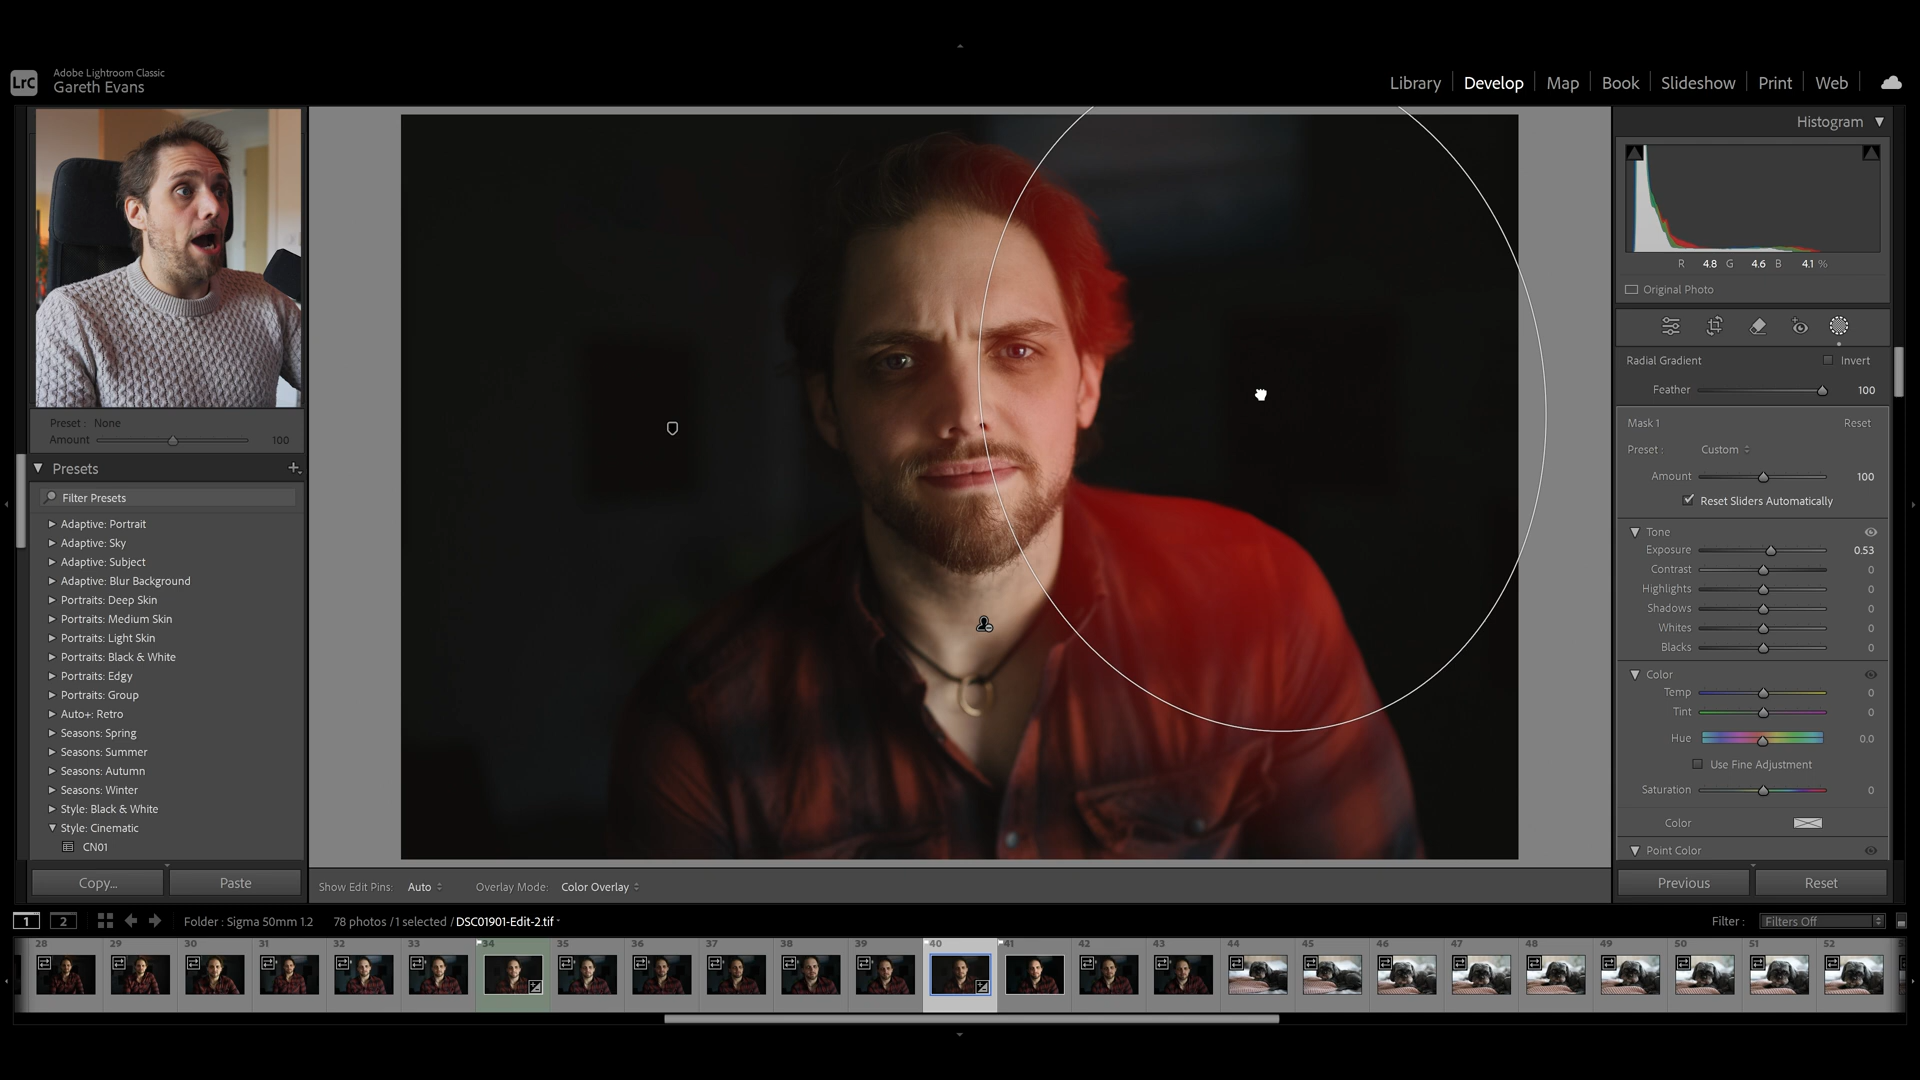 LrC
Adobe Lightroom Classic
Gareth Evans
Library
Develop
Map
Book
Slideshow
Print
Web
Preset : None
Amount 100
Presets
Filter Presets
Adaptive: Portrait
Adaptive: Sky
Adaptive: Subject
Adaptive: Blur Background
Portraits: Deep Skin
Portraits: Medium Skin
Portraits: Light Skin
Portraits: Black & White
Portraits: Edgy
Portraits: Group
Auto+: Retro
Seasons: Spring
Seasons: Summer
Seasons: Autumn
Seasons: Winter
Style: Black & White
Style: Cinematic
CN01
Copy...
Paste
Show Edit Pins: Auto
Overlay Mode: Color Overlay
Histogram
R 4.8 G 4.6 B 4.1 %
Original Photo
Radial Gradient
Invert
Feather 100
Mask 1
Reset
Preset : Custom
Amount 100
Reset Sliders Automatically
Tone
Exposure 0.53
Contrast 0
Highlights 0
Shadows 0
Whites 0
Blacks 0
Color
Temp 0
Tint 0
Hue 0.0
Use Fine Adjustment
Saturation 0
Color
Point Color
Previous
Reset
1
2
Folder : Sigma 50mm 1.2
78 photos / 1 selected / DSC01901-Edit-2.tif
Filter :
Filters Off
28 29 30 31 32 33 34 35 36 37 38 39 40 41 42 43 44 45 46 47 48 49 50 51 52